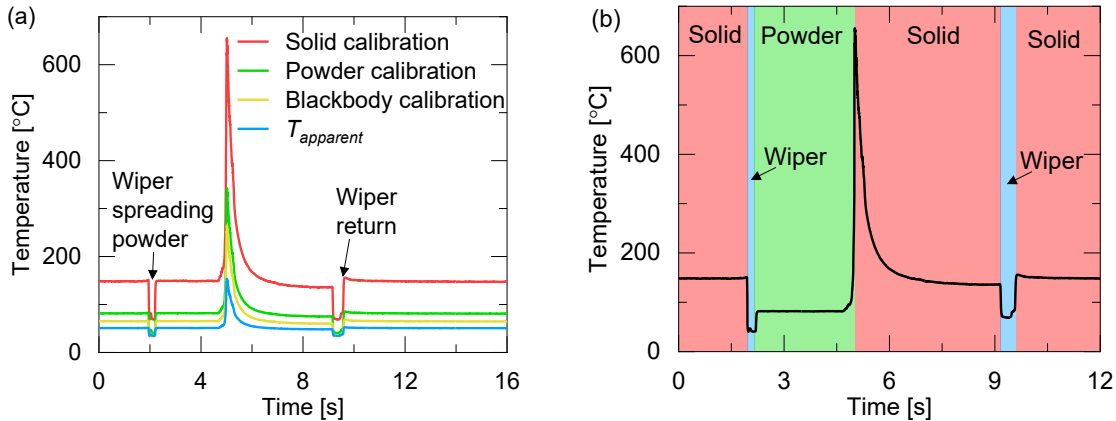 (a)
Solid calibration
Powder calibration
Blackbody calibration
T_apparent
Wiper
spreading
powder
Wiper
return
Temperature [°C]
600
400
200
0
0
4
8
12
16
Time [s]
(b)
Solid
Powder
Solid
Solid
Wiper
Wiper
Temperature [°C]
600
400
200
0
0
3
6
9
12
Time [s]